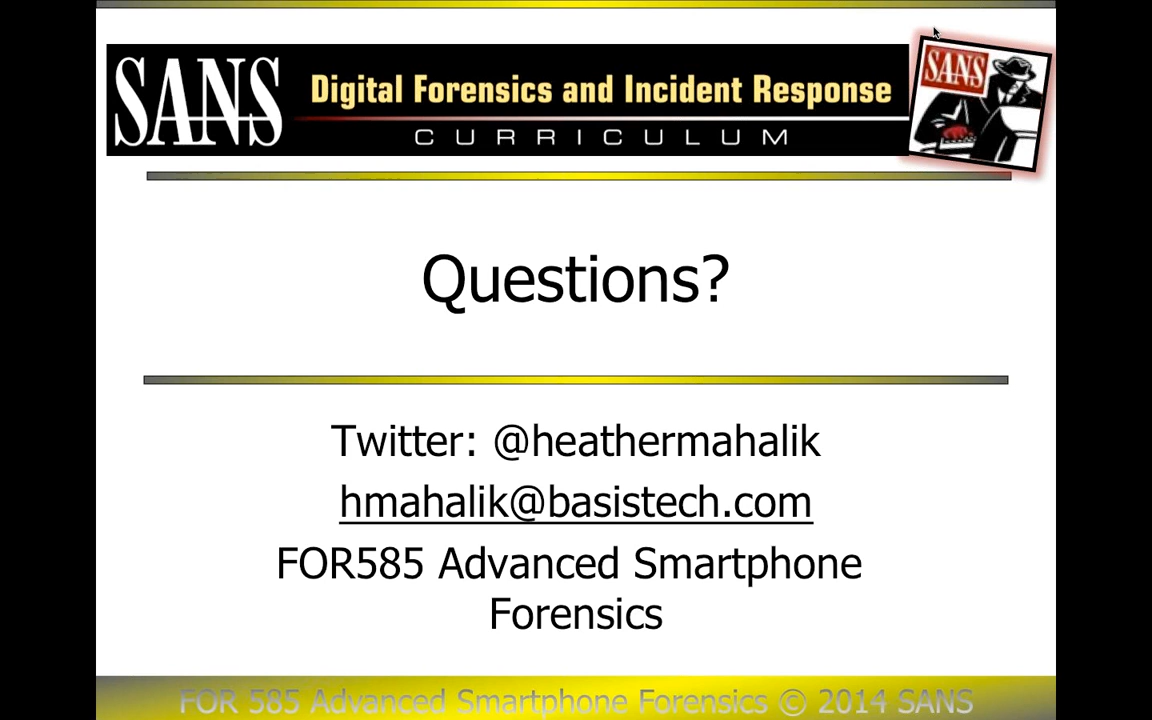 SANS
Digital Forensics and Incident Response
CURRICULUM
SANS
Questions?
Twitter: @heathermahalik
hmahalik@basistech.com
FOR585 Advanced Smartphone
Forensics
FOR 585 Advanced Smartphone Forensics © 2014 SANS